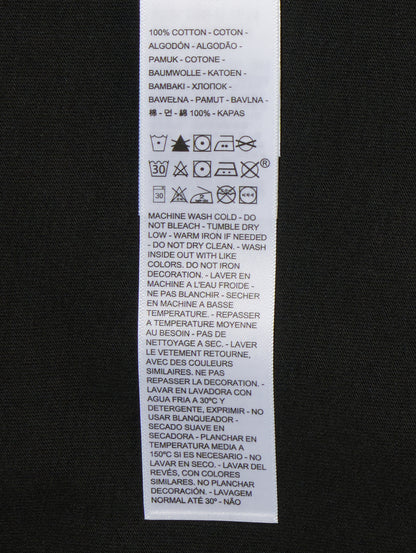 100% COTTON - COTON -
ALGODÓN - ALGODÃO -
PAMUK - COTONE -
BAUMWOLLE - KATOEN -
BAMBAKI - ХЛОПОК -
BAWEŁNA - PAMUT - BAVLNA -
棉 - 면 - 綿 100% - KAPAS
30 ®
30
MACHINE WASH COLD - DO
NOT BLEACH - TUMBLE DRY
LOW - WARM IRON IF NEEDED
- DO NOT DRY CLEAN. - WASH
INSIDE OUT WITH LIKE
COLORS. DO NOT IRON
DECORATION. - LAVER EN
MACHINE A L'EAU FROIDE -
NE PAS BLANCHIR - SECHER
EN MACHINE A BASSE
TEMPERATURE. - REPASSER
A TEMPERATURE MOYENNE
AU BESOIN - PAS DE
NETTOYAGE A SEC. - LAVER
LE VETEMENT RETOURNE,
AVEC DES COULEURS
SIMILAIRES. NE PAS
REPASSER LA DECORATION. -
LAVAR EN LAVADORA CON
AGUA FRIA A 30ºC Y
DETERGENTE, EXPRIMIR - NO
USAR BLANQUEADOR -
SECADO SUAVE EN
SECADORA - PLANCHAR EN
TEMPERATURA MEDIA A
150ºC SI ES NECESARIO - NO
LAVAR EN SECO. - LAVAR DEL
REVÉS, CON COLORES
SIMILARES. NO PLANCHAR
DECORACIÓN. - LAVAGEM
NORMAL ATÉ 30º - NÃO